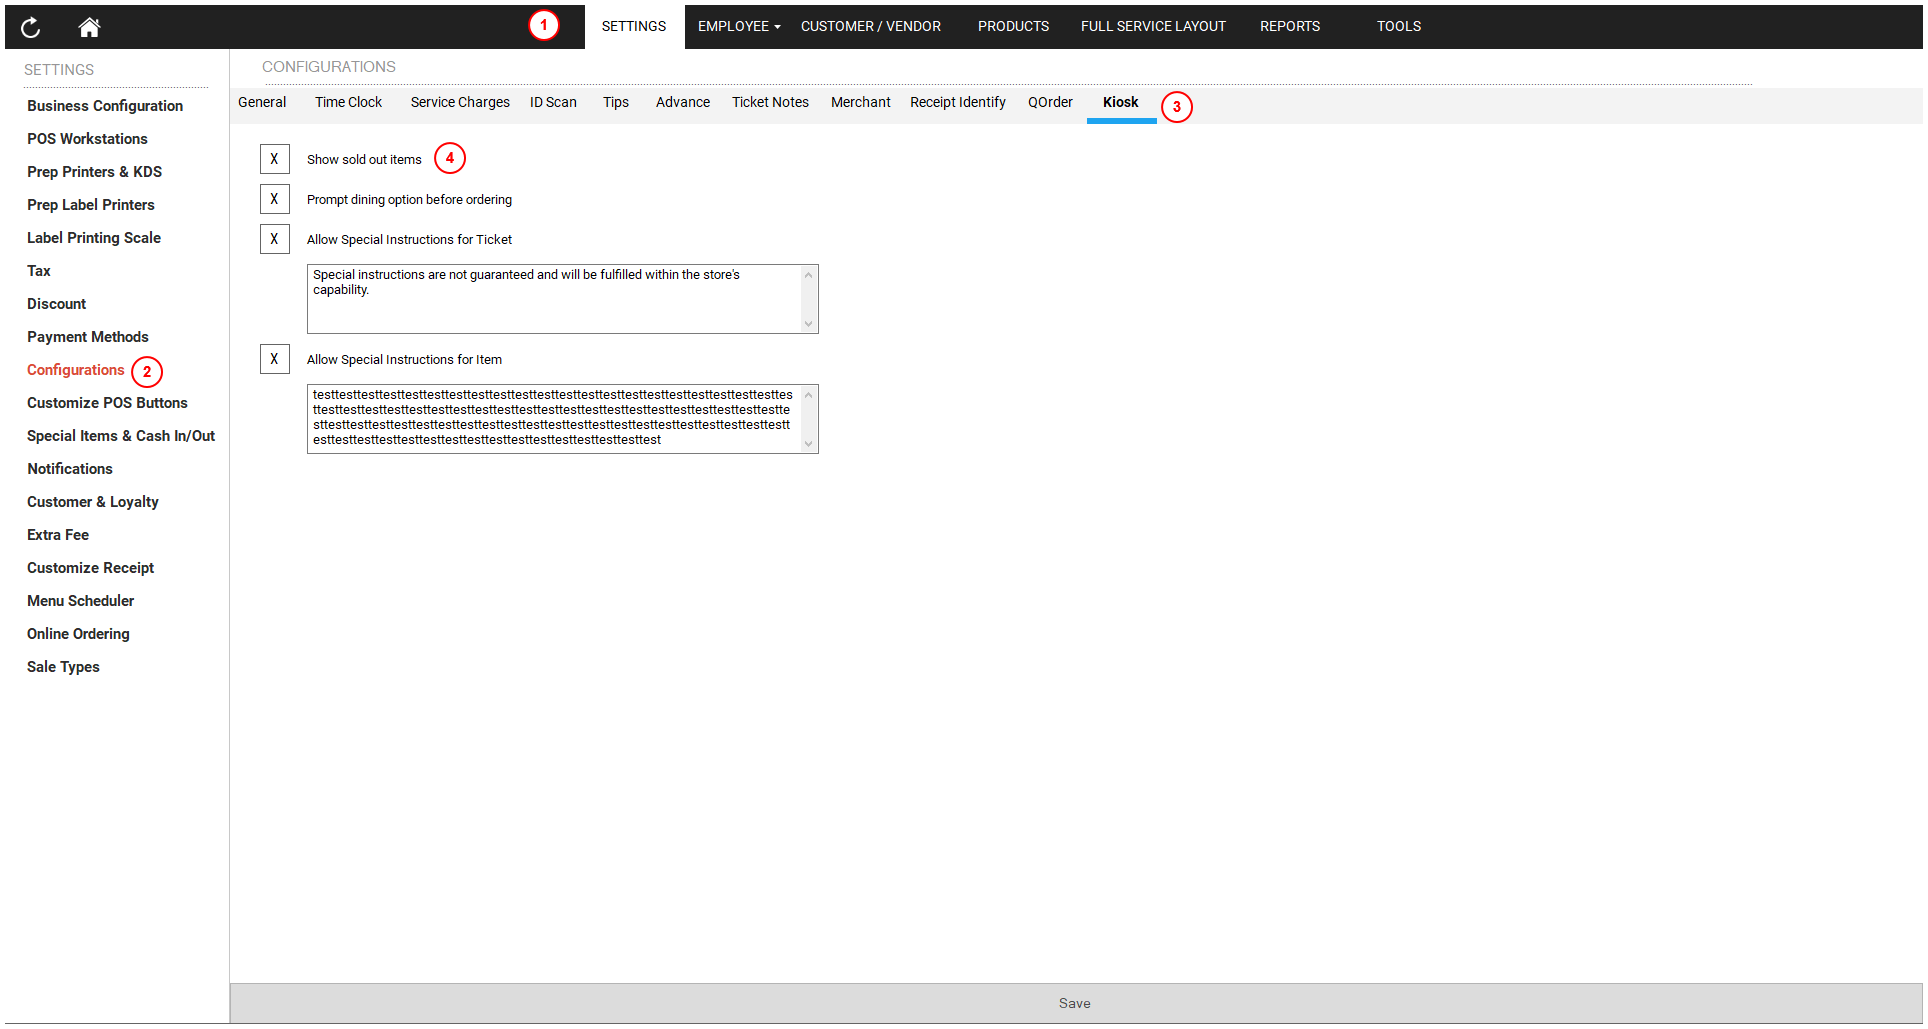 1
SETTINGS
EMPLOYEE
CUSTOMER / VENDOR
PRODUCTS
FULL SERVICE LAYOUT
REPORTS
TOOLS
SETTINGS
Business Configuration
POS Workstations
Prep Printers & KDS
Prep Label Printers
Label Printing Scale
Tax
Discount
Payment Methods
Configurations 2
Customize POS Buttons
Special Items & Cash In/Out
Notifications
Customer & Loyalty
Extra Fee
Customize Receipt
Menu Scheduler
Online Ordering
Sale Types
CONFIGURATIONS
General
Time Clock
Service Charges
ID Scan
Tips
Advance
Ticket Notes
Merchant
Receipt Identify
QOrder
Kiosk 3
X Show sold out items 4
X Prompt dining option before ordering
X Allow Special Instructions for Ticket
Special instructions are not guaranteed and will be fulfilled within the store's
capability.
X Allow Special Instructions for Item
testtesttesttesttesttesttesttesttesttesttesttesttesttesttesttesttesttesttesttesttesttes
ttesttesttesttesttesttesttesttesttesttesttesttesttesttesttesttesttesttesttesttesttestte
sttesttesttesttesttesttesttesttesttesttesttesttesttesttesttesttesttesttesttesttesttestt
esttesttesttesttesttesttesttesttesttesttesttesttesttesttesttest
Save